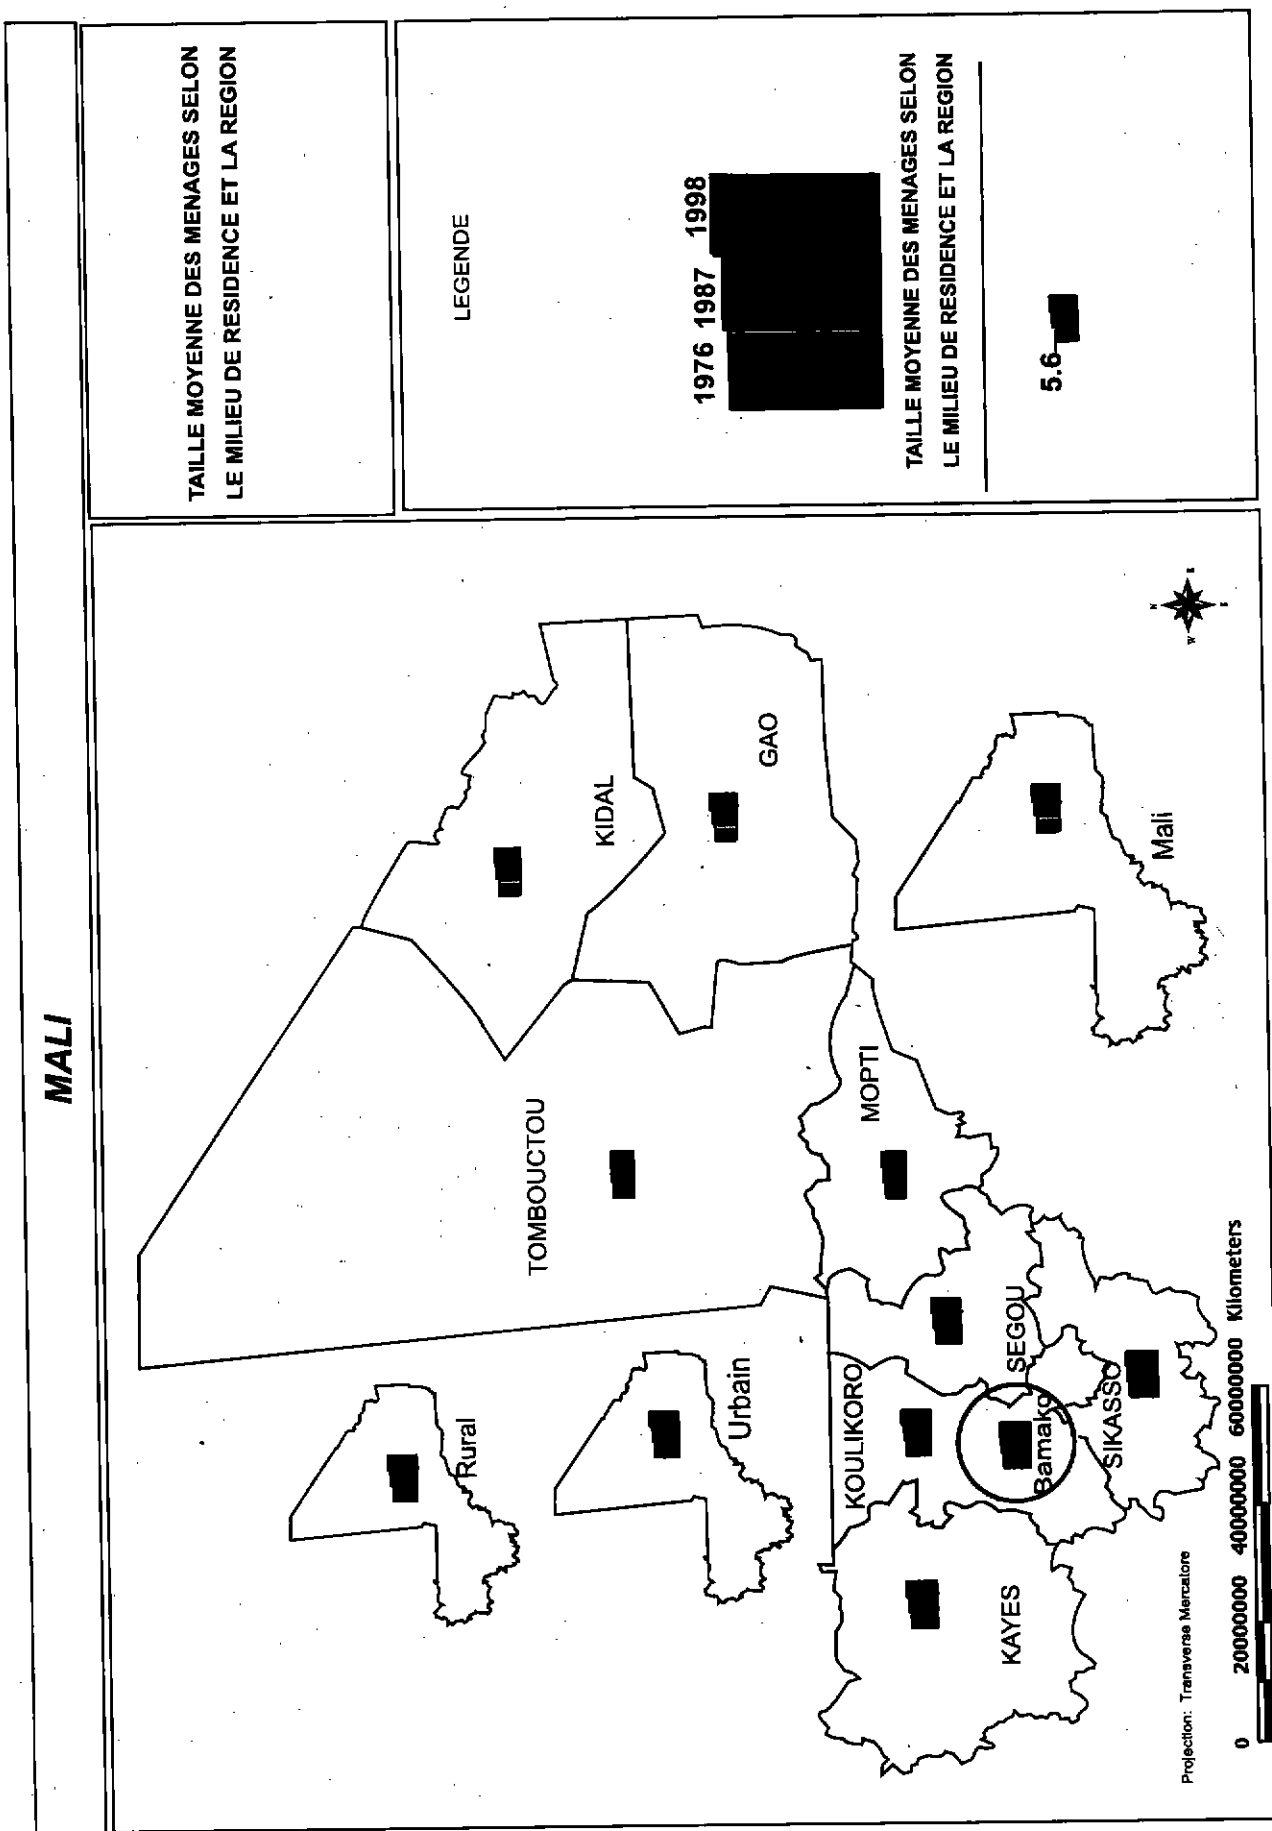 MALI
TAILLE MOYENNE DES MENAGES SELON
LE MILIEU DE RESIDENCE ET LA REGION
LEGENDE
1976 1987 1998
TAILLE MOYENNE DES MENAGES SELON
LE MILIEU DE RESIDENCE ET LA REGION
5.6
Rural
Urbain
TOMBOUCTOU
KIDAL
GAO
MOPTI
KOULIKORO
SEGOU
Bamako
SIKASSO
KAYES
Mali
N
W
E
S
Projection: Transverse Mercatore
0 20000000 40000000 60000000 Kilometers